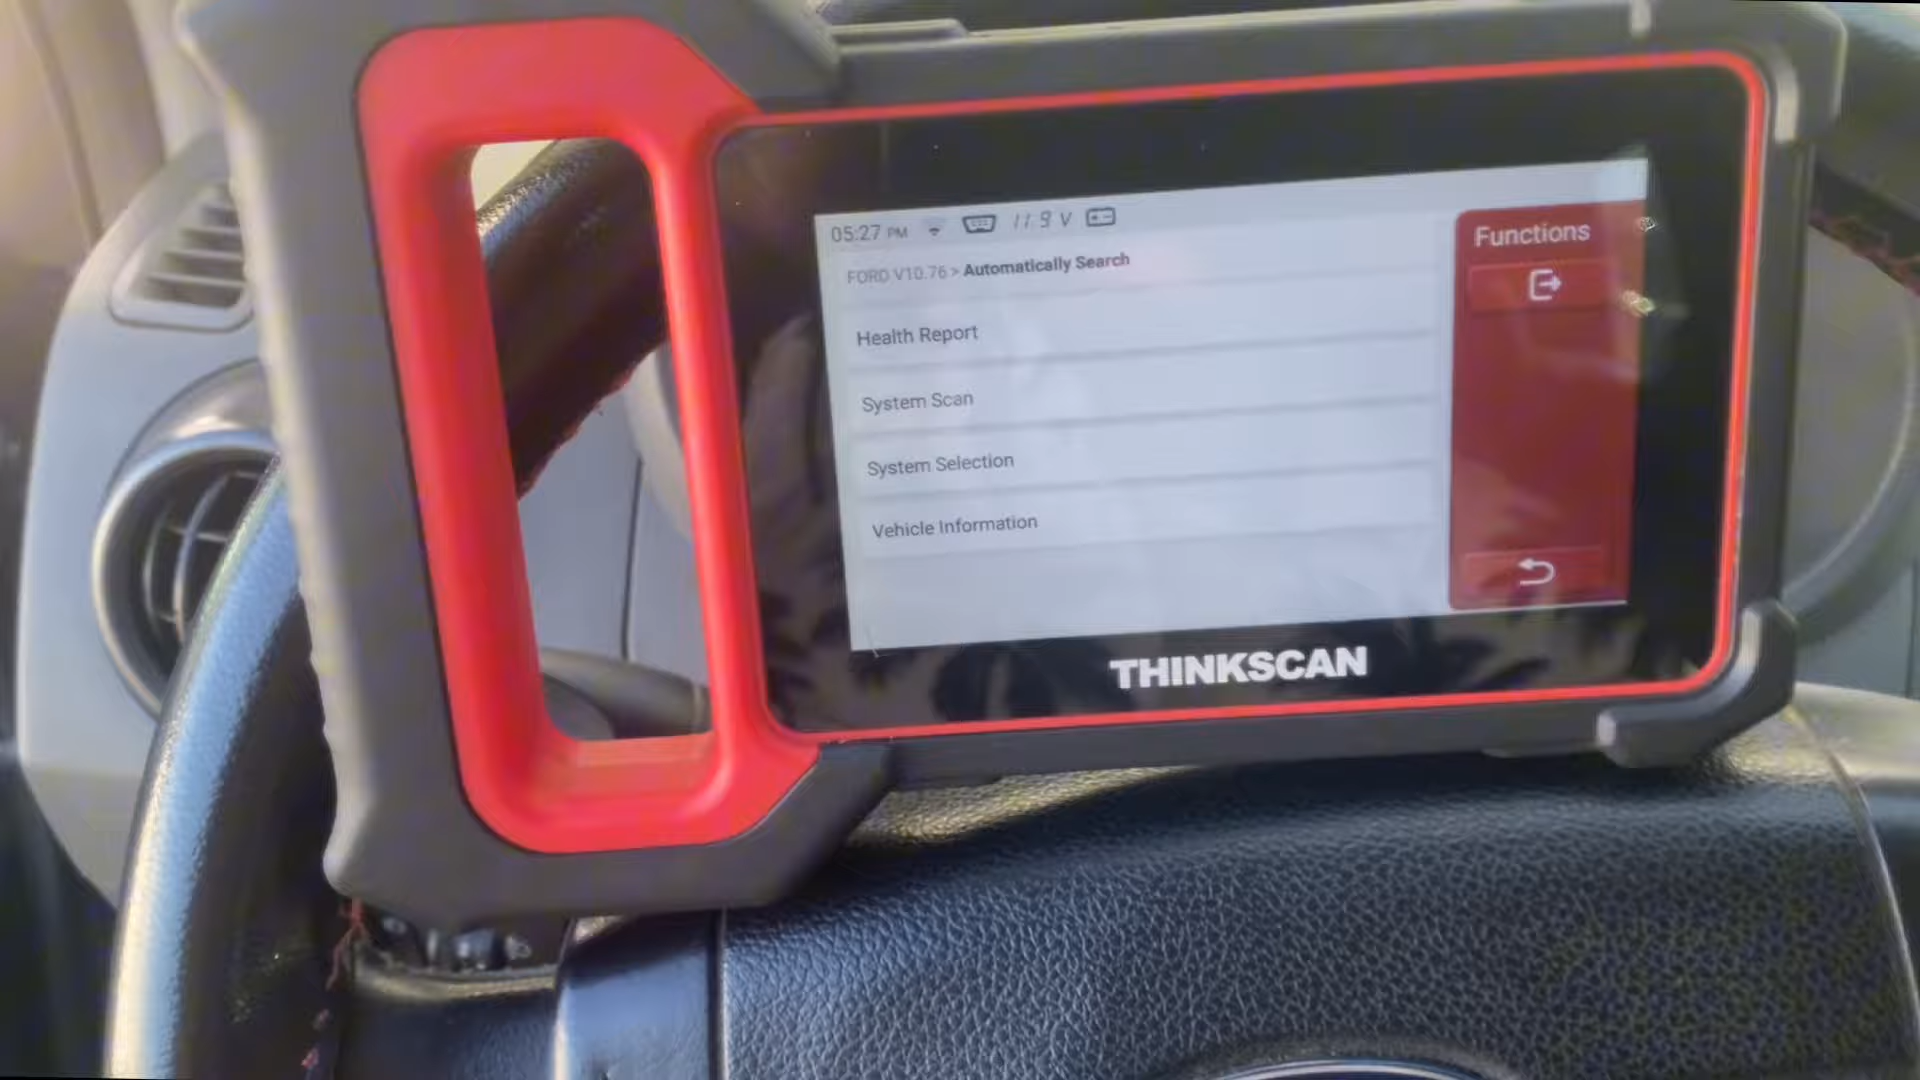 05:27 PM 11.9 V
FORD V10.76 > Automatically Search
Functions
Health Report
System Scan
System Selection
Vehicle Information
THINKSCAN